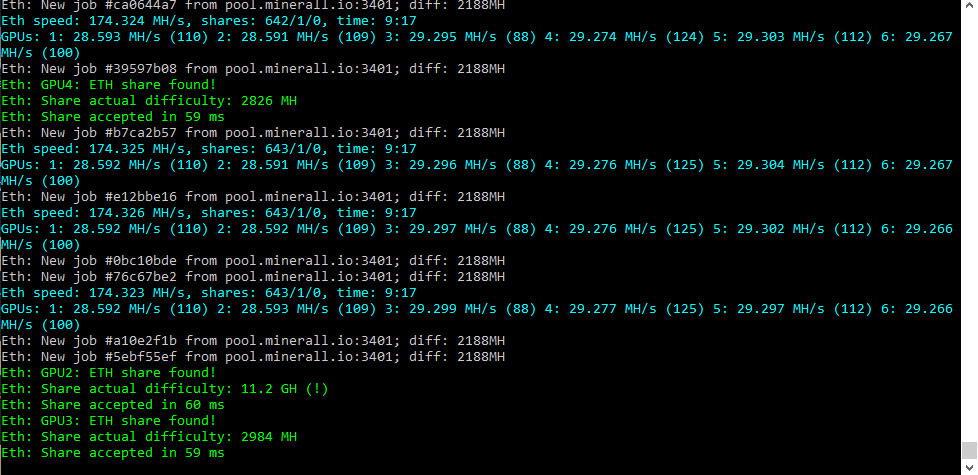 Eth: New job #ca0644a7 from pool.minerall.io:3401; diff: 2188MH
Eth speed: 174.324 MH/s, shares: 642/1/0, time: 9:17
GPUs: 1: 28.593 MH/s (110) 2: 28.591 MH/s (109) 3: 29.295 MH/s (88) 4: 29.274 MH/s (124) 5: 29.303 MH/s (112) 6: 29.267
MH/s (100)
Eth: New job #39597b08 from pool.minerall.io:3401; diff: 2188MH
Eth: GPU4: ETH share found!
Eth: Share actual difficulty: 2826 MH
Eth: Share accepted in 59 ms
Eth: New job #b7ca2b57 from pool.minerall.io:3401; diff: 2188MH
Eth speed: 174.325 MH/s, shares: 643/1/0, time: 9:17
GPUs: 1: 28.592 MH/s (110) 2: 28.591 MH/s (109) 3: 29.296 MH/s (88) 4: 29.276 MH/s (125) 5: 29.304 MH/s (112) 6: 29.267
MH/s (100)
Eth: New job #e12bbe16 from pool.minerall.io:3401; diff: 2188MH
Eth speed: 174.326 MH/s, shares: 643/1/0, time: 9:17
GPUs: 1: 28.592 MH/s (110) 2: 28.592 MH/s (109) 3: 29.297 MH/s (88) 4: 29.276 MH/s (125) 5: 29.302 MH/s (112) 6: 29.266
MH/s (100)
Eth: New job #0bc10bde from pool.minerall.io:3401; diff: 2188MH
Eth: New job #76c67be2 from pool.minerall.io:3401; diff: 2188MH
Eth speed: 174.323 MH/s, shares: 643/1/0, time: 9:17
GPUs: 1: 28.592 MH/s (110) 2: 28.593 MH/s (109) 3: 29.299 MH/s (88) 4: 29.277 MH/s (125) 5: 29.297 MH/s (112) 6: 29.266
MH/s (100)
Eth: New job #a10e2f1b from pool.minerall.io:3401; diff: 2188MH
Eth: New job #5ebf55ef from pool.minerall.io:3401; diff: 2188MH
Eth: GPU2: ETH share found!
Eth: Share actual difficulty: 11.2 GH (!)
Eth: Share accepted in 60 ms
Eth: GPU3: ETH share found!
Eth: Share actual difficulty: 2984 MH
Eth: Share accepted in 59 ms